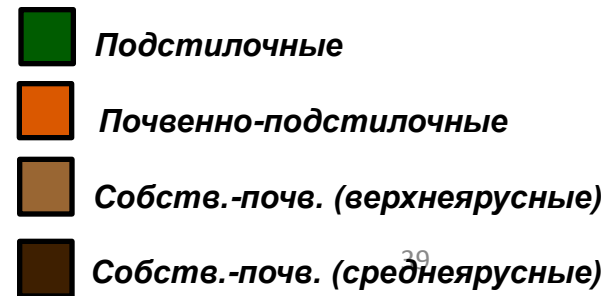 Подстилочные
Почвенно-подстилочные
Собств.-почв. (верхнеярусные)
39
Собств.-почв. (среднеярусные)